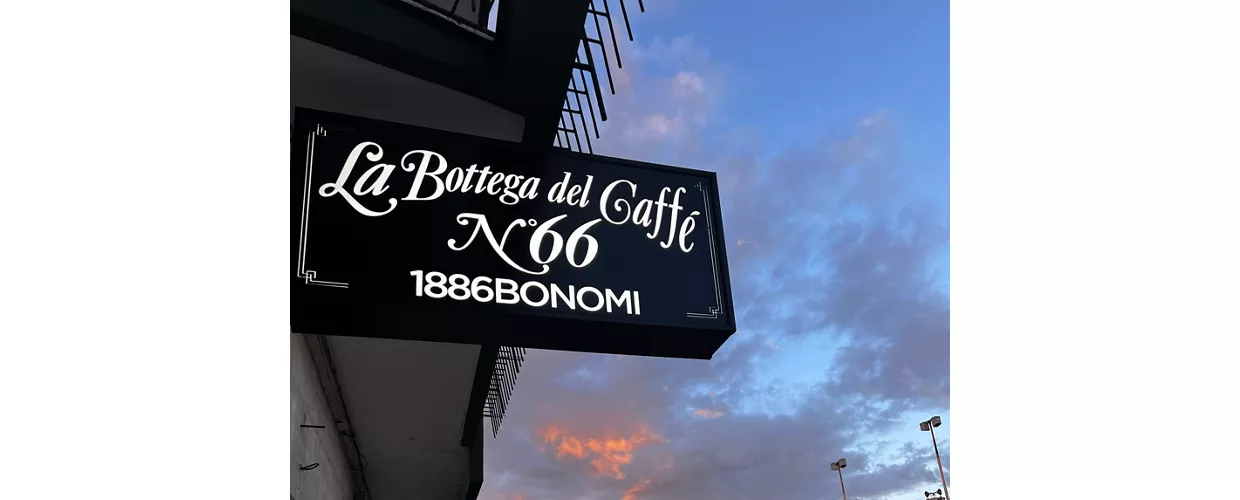 La Bottega del Caffé
N°66
1886BONOMI